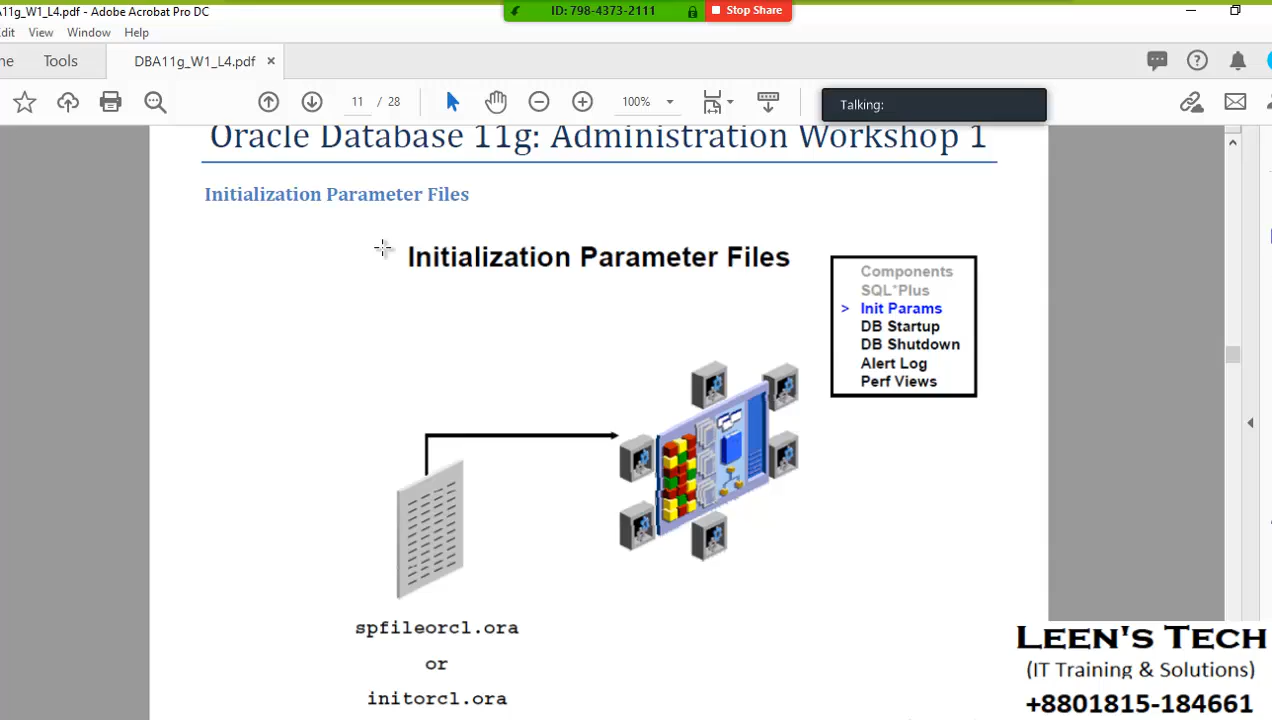 A11g_W1_L4.pdf - Adobe Acrobat Pro DC
ID: 798-4373-2111
Stop Share
Edit View Window Help
Tools
DBA11g_W1_L4.pdf ×
11 / 28
100%
Talking:
Oracle Database 11g: Administration Workshop 1
Initialization Parameter Files
Initialization Parameter Files
Components
SQL*Plus
> Init Params
DB Startup
DB Shutdown
Alert Log
Perf Views
spfileorcl.ora
or
initorcl.ora
LEEN'S TECH
(IT Training & Solutions)
+8801815-184661